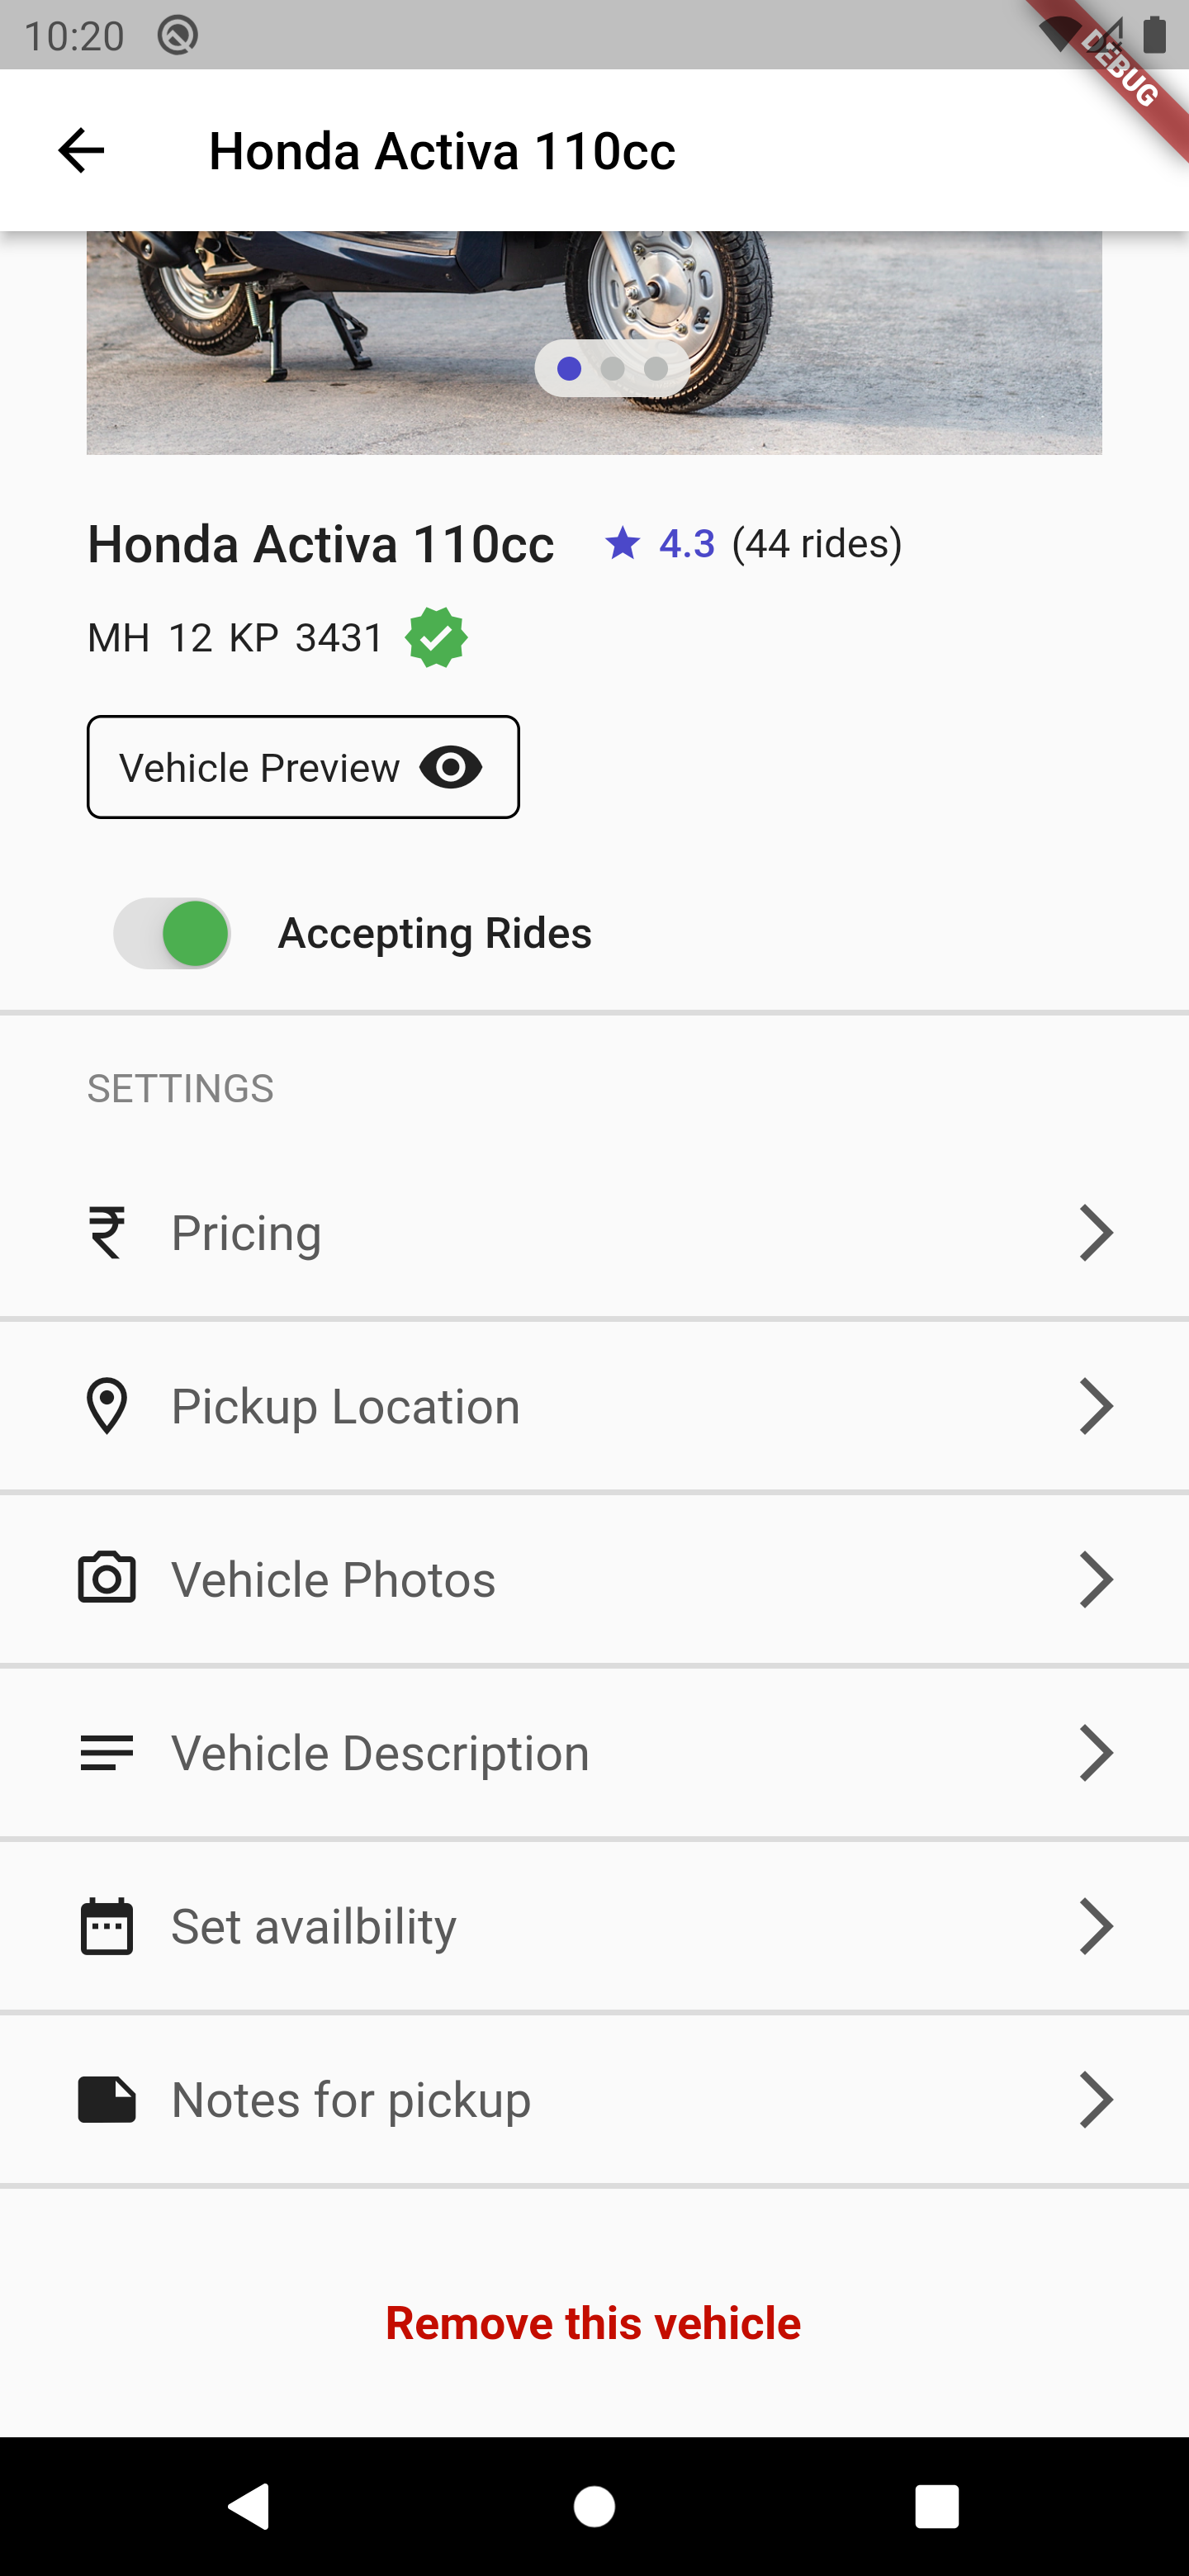 10:20
DEBUG
Honda Activa 110cc
Honda Activa 110cc 4.3 (44 rides)
MH 12 KP 3431
Vehicle Preview
Accepting Rides
SETTINGS
₹ Pricing
Pickup Location
Vehicle Photos
Vehicle Description
Set availbility
Notes for pickup
Remove this vehicle